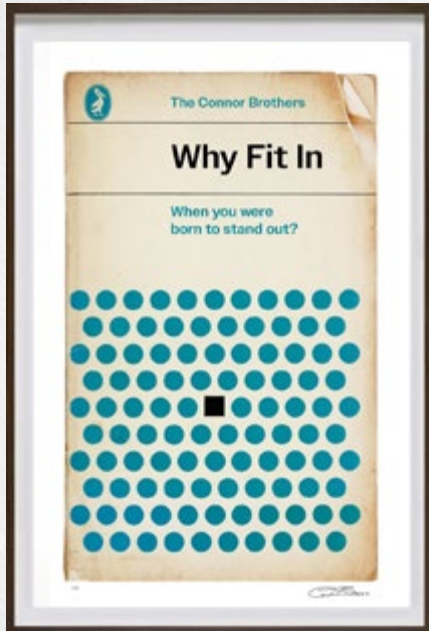 The Connor Brothers
Why Fit In
When you were
born to stand out?